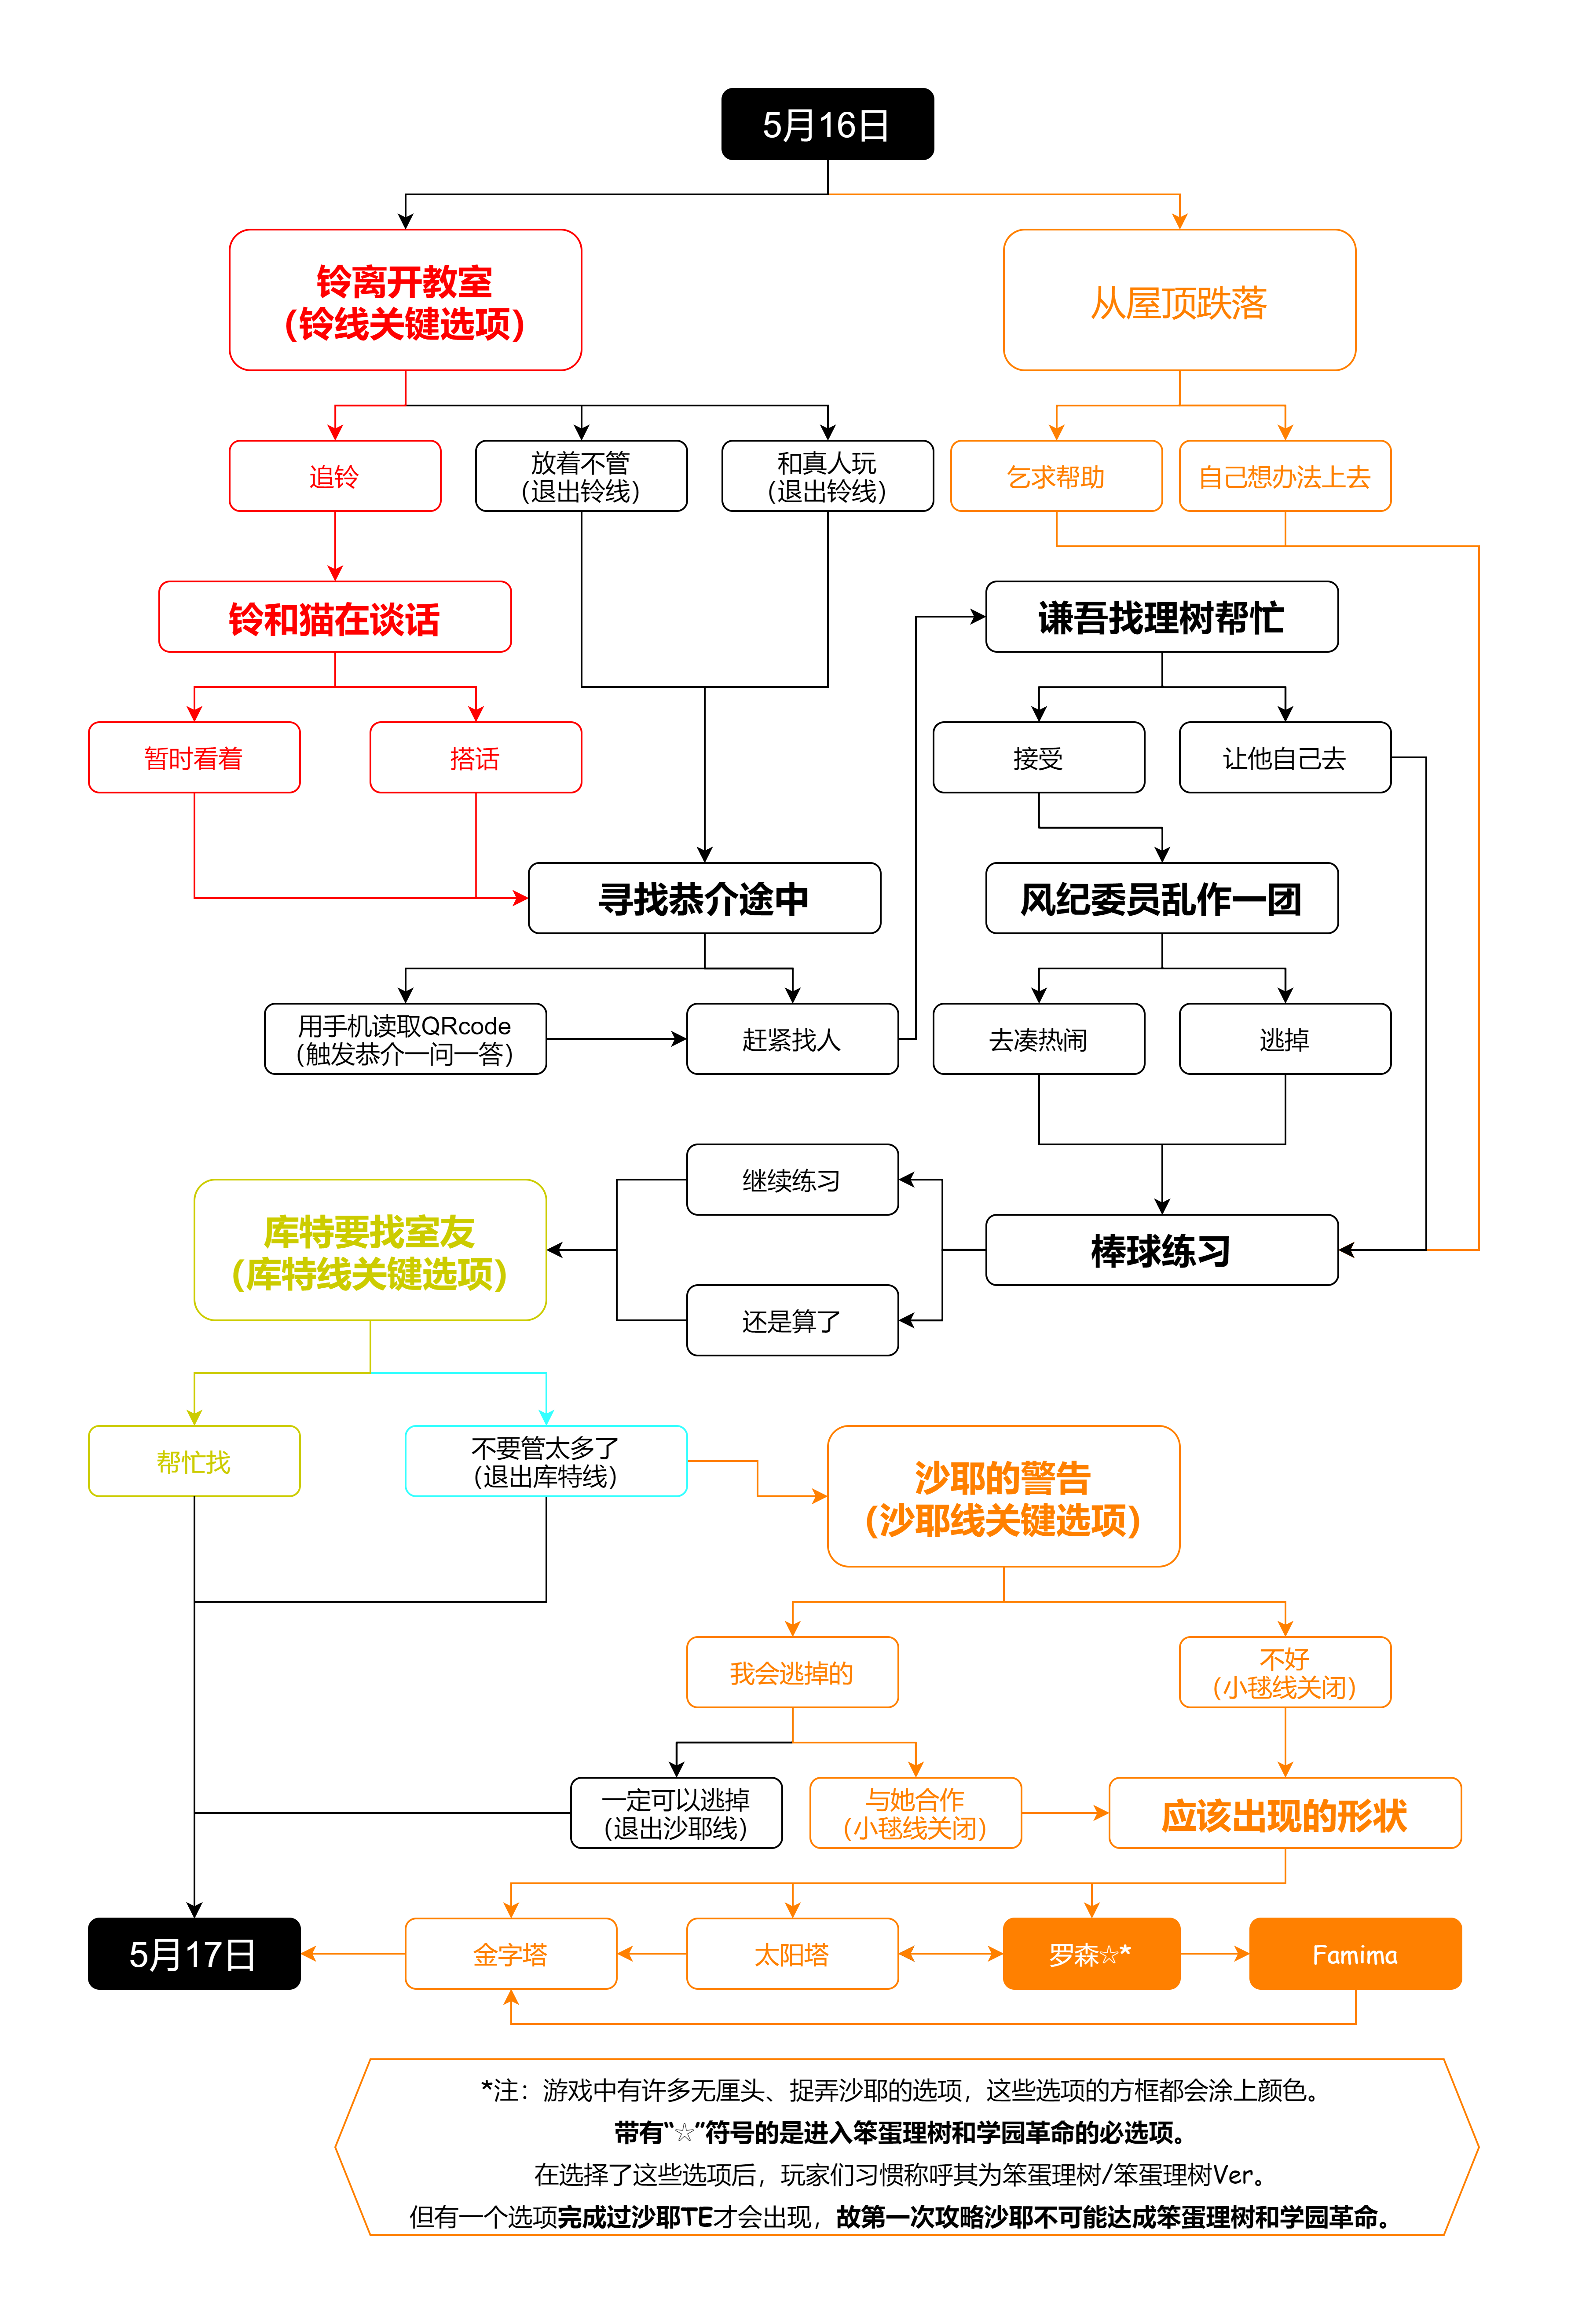 5月16日
铃离开教室
（铃线关键选项）
从屋顶跌落
追铃
放着不管
（退出铃线）
和真人玩
（退出铃线）
乞求帮助
自己想办法上去
铃和猫在谈话
谦吾找理树帮忙
暂时看着
搭话
接受
让他自己去
寻找恭介途中
风纪委员乱作一团
用手机读取QRcode
（触发恭介一问一答）
赶紧找人
去凑热闹
逃掉
继续练习
库特要找室友
（库特线关键选项）
棒球练习
还是算了
帮忙找
不要管太多了
（退出库特线）
沙耶的警告
（沙耶线关键选项）
我会逃掉的
不好
（小毬线关闭）
一定可以逃掉
（退出沙耶线）
与她合作
（小毬线关闭）
应该出现的形状
5月17日
金字塔
太阳塔
罗森☆*
Famima
*注：游戏中有许多无厘头、捉弄沙耶的选项，这些选项的方框都会涂上颜色。
带有“☆”符号的是进入笨蛋理树和学园革命的必选项。
在选择了这些选项后，玩家们习惯称呼其为笨蛋理树/笨蛋理树Ver。
但有一个选项完成过沙耶TE才会出现，故第一次攻略沙耶不可能达成笨蛋理树和学园革命。